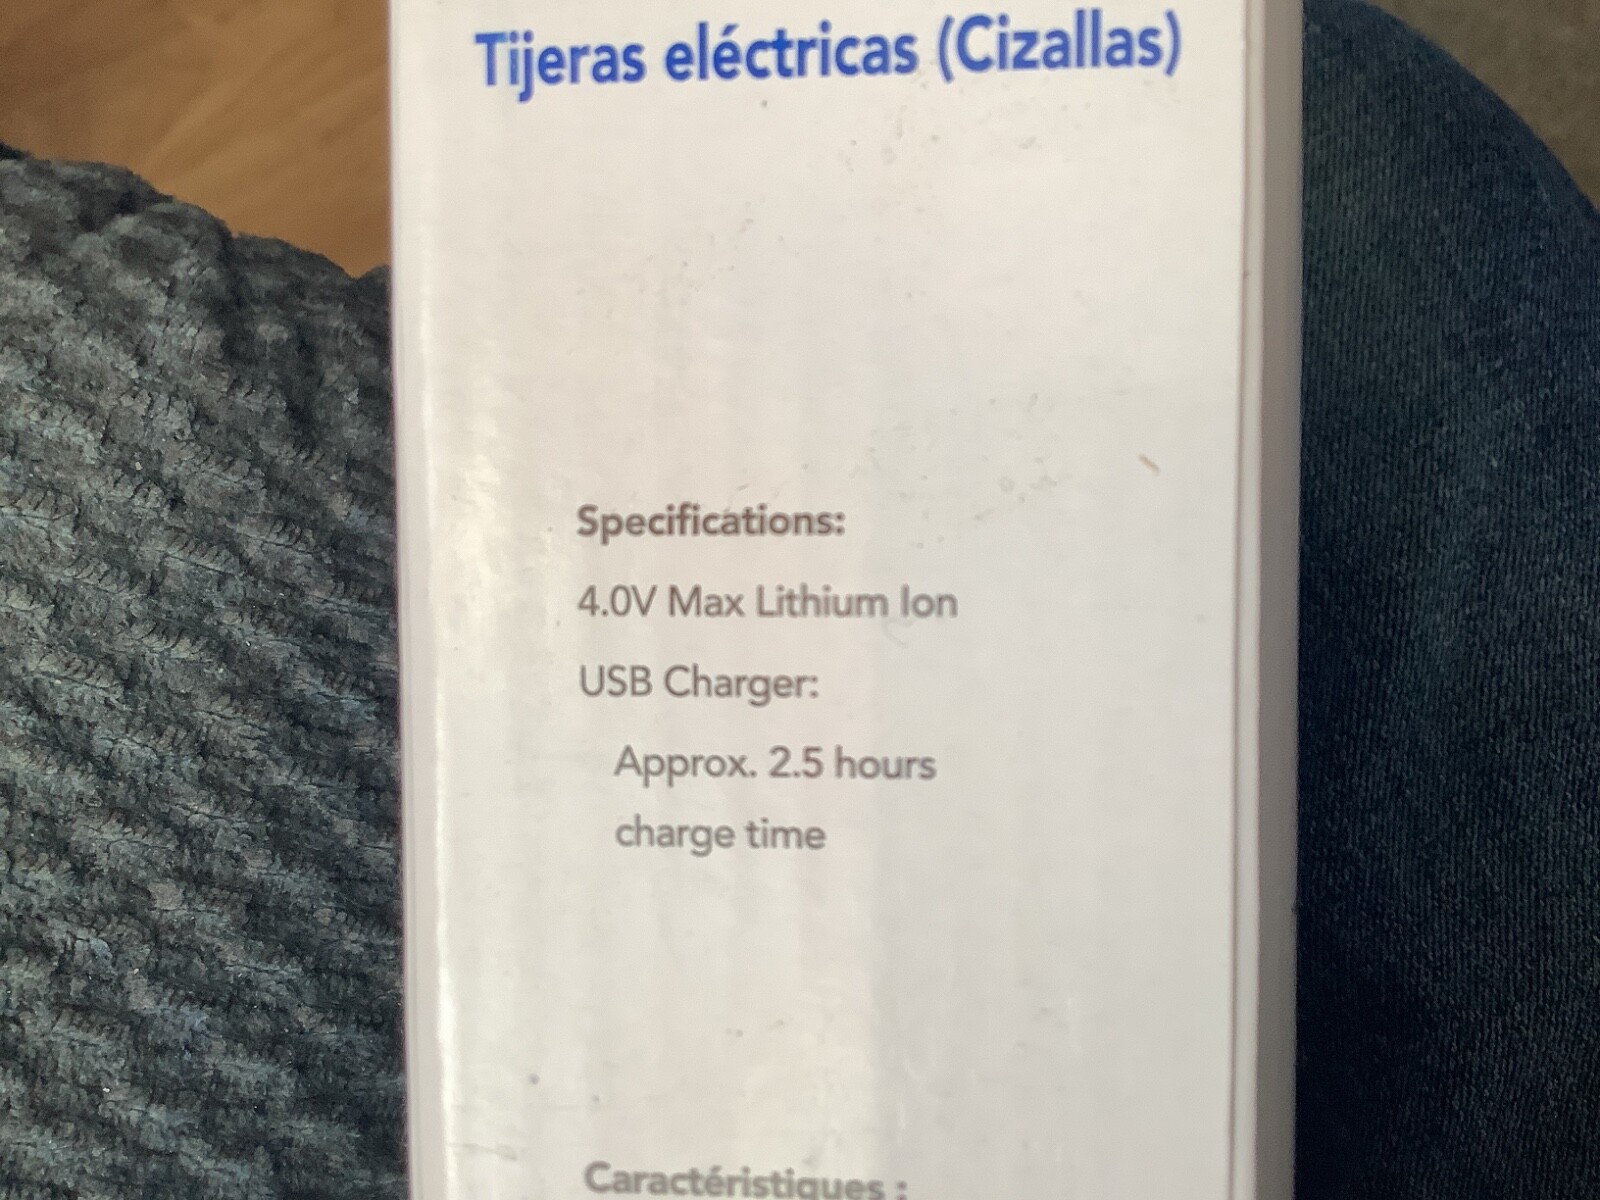 Tijeras eléctricas (Cizallas)
Specifications:
4.0V Max Lithium Ion
USB Charger:
Approx. 2.5 hours
charge time
Caractéristiques :